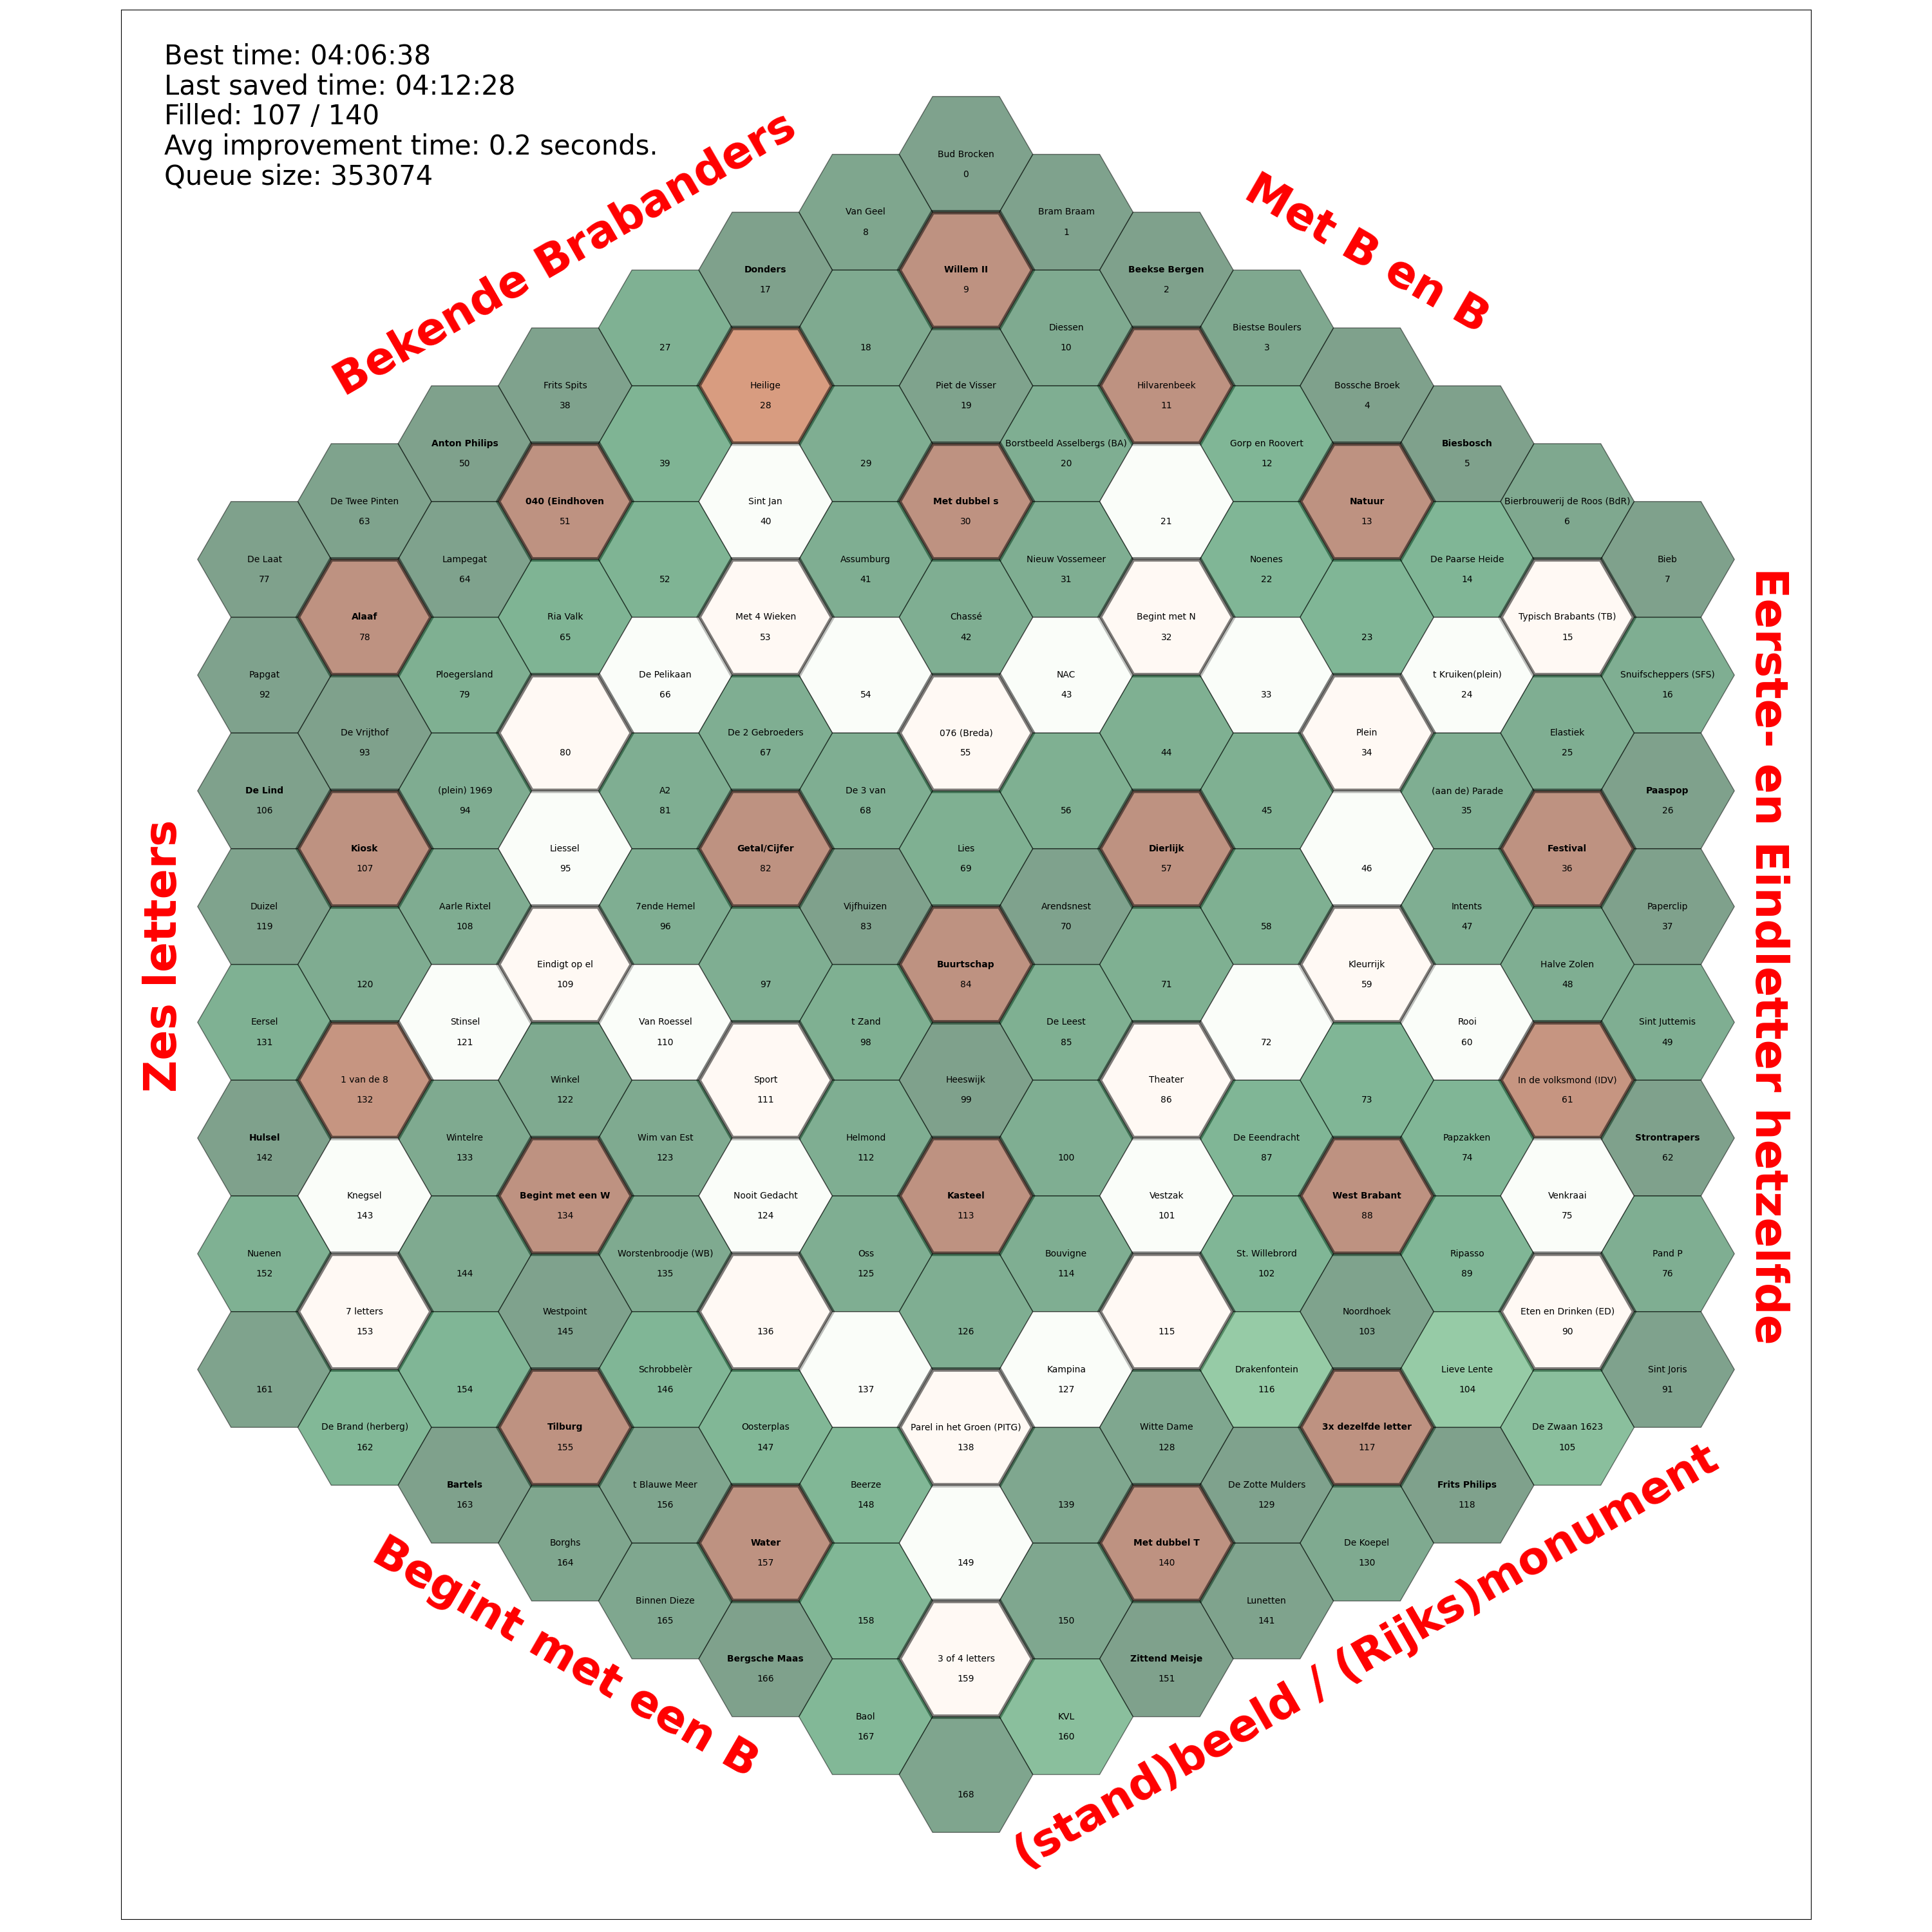 Best time: 04:06:38
Last saved time: 04:12:28
Filled: 107 / 140
Avg improvement time: 0.2 seconds.
Queue size: 353074
Bekende Brabanders
Met B en B
Eerste- en Eindletter hetzelfde
(stand)beeld / (Rijks)monument
Begint met een B
Zes letters
Bud Brocken
0
Bram Braam
1
Beekse Bergen
2
Biestse Boulers
3
Bossche Broek
4
Biesbosch
5
Bierbrouwerij de Roos (BdR)
6
Bieb
7
Van Geel
8
Willem II
9
Diessen
10
Hilvarenbeek
11
Gorp en Roovert
12
Natuur
13
De Paarse Heide
14
Typisch Brabants (TB)
15
Snuifscheppers (SFS)
16
Donders
17
18
Piet de Visser
19
Borstbeeld Asselbergs (BA)
20
21
Noenes
22
23
t Kruiken(plein)
24
Elastiek
25
Paaspop
26
27
Heilige
28
29
Met dubbel s
30
Nieuw Vossemeer
31
Begint met N
32
33
Plein
34
(aan de) Parade
35
Festival
36
Paperclip
37
Frits Spits
38
39
Sint Jan
40
Assumburg
41
Chassé
42
NAC
43
44
45
46
Intents
47
Halve Zolen
48
Sint Juttemis
49
Anton Philips
50
040 (Eindhoven
51
52
Met 4 Wieken
53
54
076 (Breda)
55
56
Dierlijk
57
58
Kleurrijk
59
Rooi
60
In de volksmond (IDV)
61
Strontrapers
62
De Twee Pinten
63
Lampegat
64
Ria Valk
65
De Pelikaan
66
De 2 Gebroeders
67
De 3 van
68
Lies
69
Arendsnest
70
71
72
73
Papzakken
74
Venkraai
75
Pand P
76
De Laat
77
Alaaf
78
Ploegersland
79
80
A2
81
Getal/Cijfer
82
Vijfhuizen
83
Buurtschap
84
De Leest
85
Theater
86
De Eeendracht
87
West Brabant
88
Ripasso
89
Eten en Drinken (ED)
90
Sint Joris
91
Papgat
92
De Vrijthof
93
(plein) 1969
94
Liessel
95
7ende Hemel
96
97
t Zand
98
Heeswijk
99
100
Vestzak
101
St. Willebrord
102
Noordhoek
103
Lieve Lente
104
De Zwaan 1623
105
De Lind
106
Kiosk
107
Aarle Rixtel
108
Eindigt op el
109
Van Roessel
110
Sport
111
Helmond
112
Kasteel
113
Bouvigne
114
115
Drakenfontein
116
3x dezelfde letter
117
Frits Philips
118
Duizel
119
120
Stinsel
121
Winkel
122
Wim van Est
123
Nooit Gedacht
124
Oss
125
126
Kampina
127
Witte Dame
128
De Zotte Mulders
129
De Koepel
130
Eersel
131
1 van de 8
132
Wintelre
133
Begint met een W
134
Worstenbroodje (WB)
135
136
137
Parel in het Groen (PITG)
138
139
Met dubbel T
140
Lunetten
141
Hulsel
142
Knegsel
143
144
Westpoint
145
Schrobbelèr
146
Oosterplas
147
Beerze
148
149
150
Zittend Meisje
151
Nuenen
152
7 letters
153
154
Tilburg
155
t Blauwe Meer
156
Water
157
158
3 of 4 letters
159
KVL
160
161
De Brand (herberg)
162
Bartels
163
Borghs
164
Binnen Dieze
165
Bergsche Maas
166
Baol
167
168